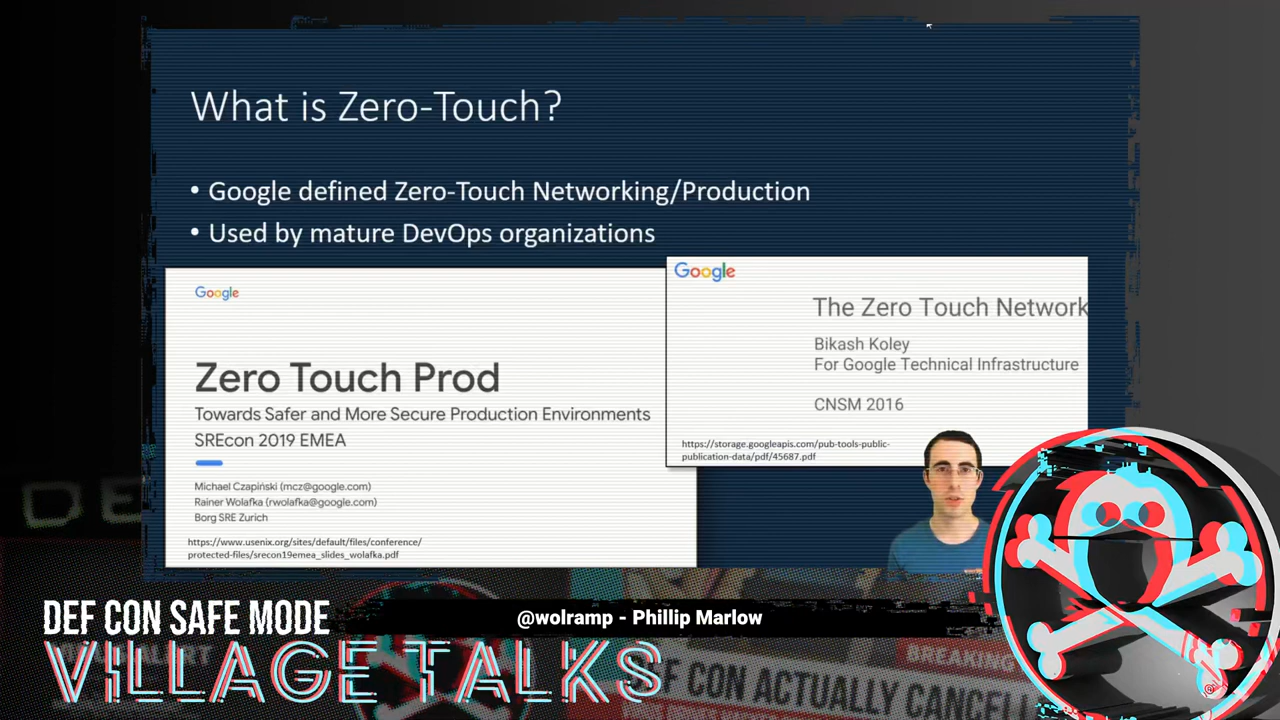 What is Zero-Touch?
• Google defined Zero-Touch Networking/Production
• Used by mature DevOps organizations
Google
Zero Touch Prod
Towards Safer and More Secure Production Environments
SREcon 2019 EMEA
Michael Czapiński (mcz@google.com)
Rainer Wolafka (rwolafka@google.com)
Borg SRE Zurich
https://www.usenix.org/sites/default/files/conference/
protected-files/srecon19emea_slides_wolafka.pdf
Google
The Zero Touch Network
Bikash Koley
For Google Technical Infrastructure
CNSM 2016
https://storage.googleapis.com/pub-tools-public-
publication-data/pdf/45687.pdf
DEF CON SAFE MODE
VILLAGE TALKS
@wolramp - Phillip Marlow
BREAKING
DEF CON ACTUALLY